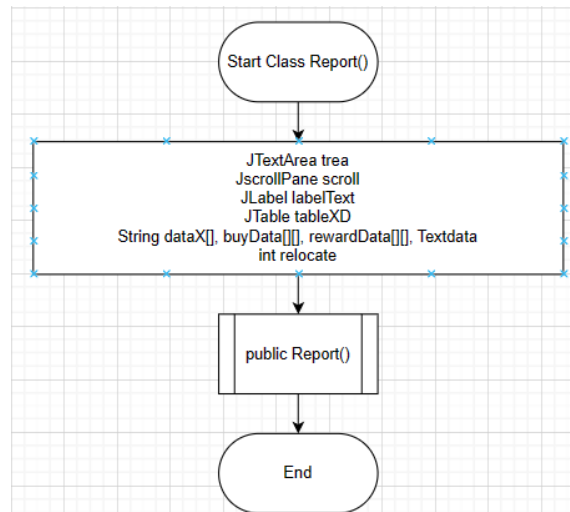 Start Class Report()
JTextArea trea
JscrollPane scroll
JLabel labelText
JTable tableXD
String dataX[], buyData[][], rewardData[][], Textdata
int relocate
public Report()
End